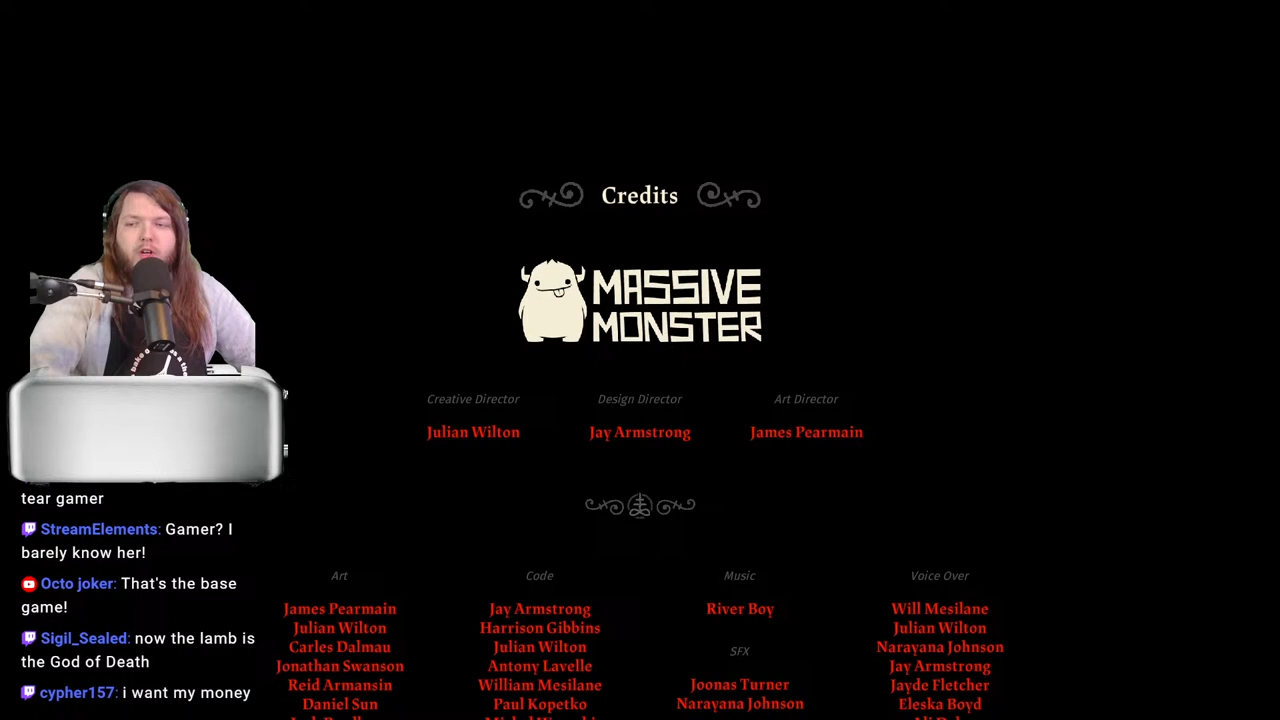 Credits
MASSIVE
MONSTER
Creative Director
Design Director
Art Director
Julian Wilton
Jay Armstrong
James Pearmain
tear gamer
StreamElements: Gamer? I
barely know her!
Octo joker: That's the base
game!
Sigil_Sealed: now the lamb is
the God of Death
cypher157: i want my money
Art
James Pearmain
Julian Wilton
Carles Dalmau
Jonathan Swanson
Reid Armansin
Daniel Sun
Code
Jay Armstrong
Harrison Gibbins
Julian Wilton
Antony Lavelle
William Mesilane
Paul Kopetko
Music
River Boy
SFX
Joonas Turner
Narayana Johnson
Voice Over
Will Mesilane
Julian Wilton
Narayana Johnson
Jay Armstrong
Jayde Fletcher
Eleska Boyd